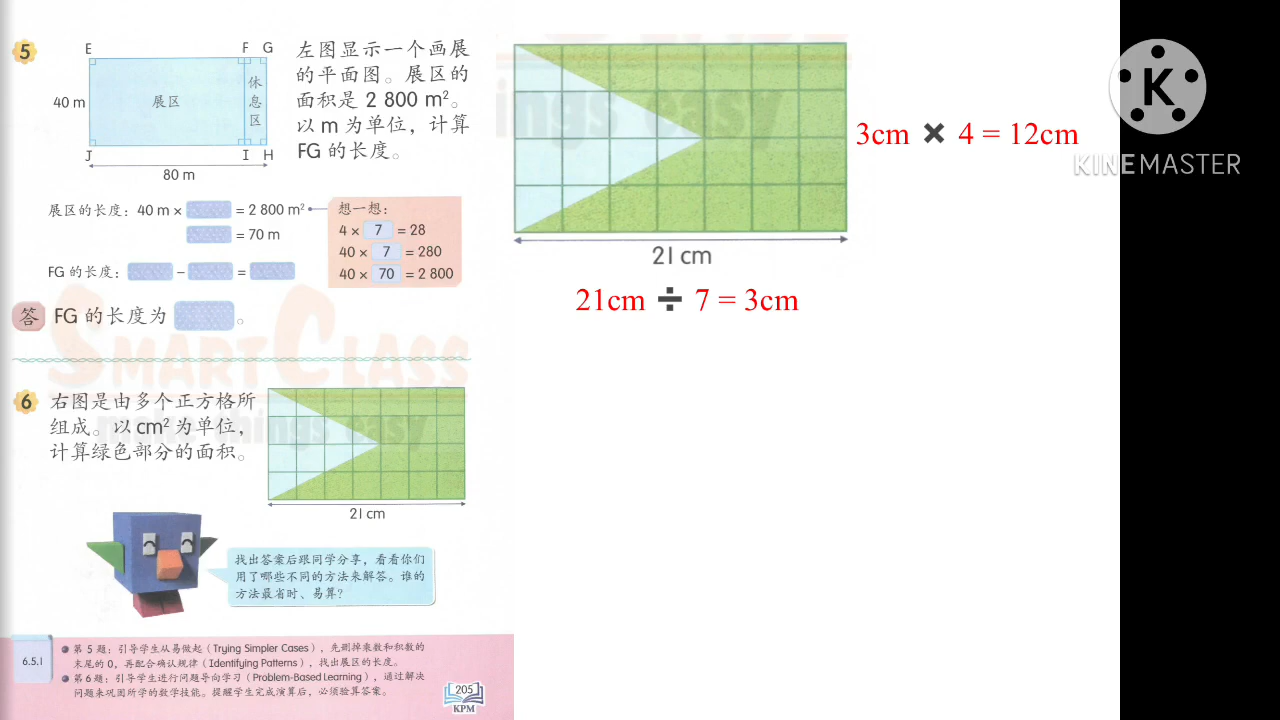 5
E F G
40 m
展区
休息区
J I H
80 m
左图显示一个画展
的平面图。展区的
面积是 2 800 m²。
以 m 为单位，计算
FG 的长度。
展区的长度：40 m × = 2 800 m²
= 70 m
FG 的长度： – =
想一想：
4 × 7 = 28
40 × 7 = 280
40 × 70 = 2 800
答 FG 的长度为 。
SMART CLASS
make things easy
6
右图是由多个正方格所
组成。以 cm² 为单位，
计算绿色部分的面积。
21 cm
找出答案后跟同学分享，看看你们
用了哪些不同的方法来解答。谁的
方法最省时、易算？
6.5.1
第 5 题：引导学生从易做起（Trying Simpler Cases），先删掉乘数和积数的
末尾的 0，再配合确认规律（Identifying Patterns），找出展区的长度。
第 6 题：引导学生进行问题导向学习（Problem-Based Learning），通过解决
问题来巩固所学的数学技能。提醒学生完成演算后，必须验算答案。
205
KPM
things easy
21 cm
3cm ✖ 4 = 12cm
21cm ➗ 7 = 3cm
K
KINEMASTER